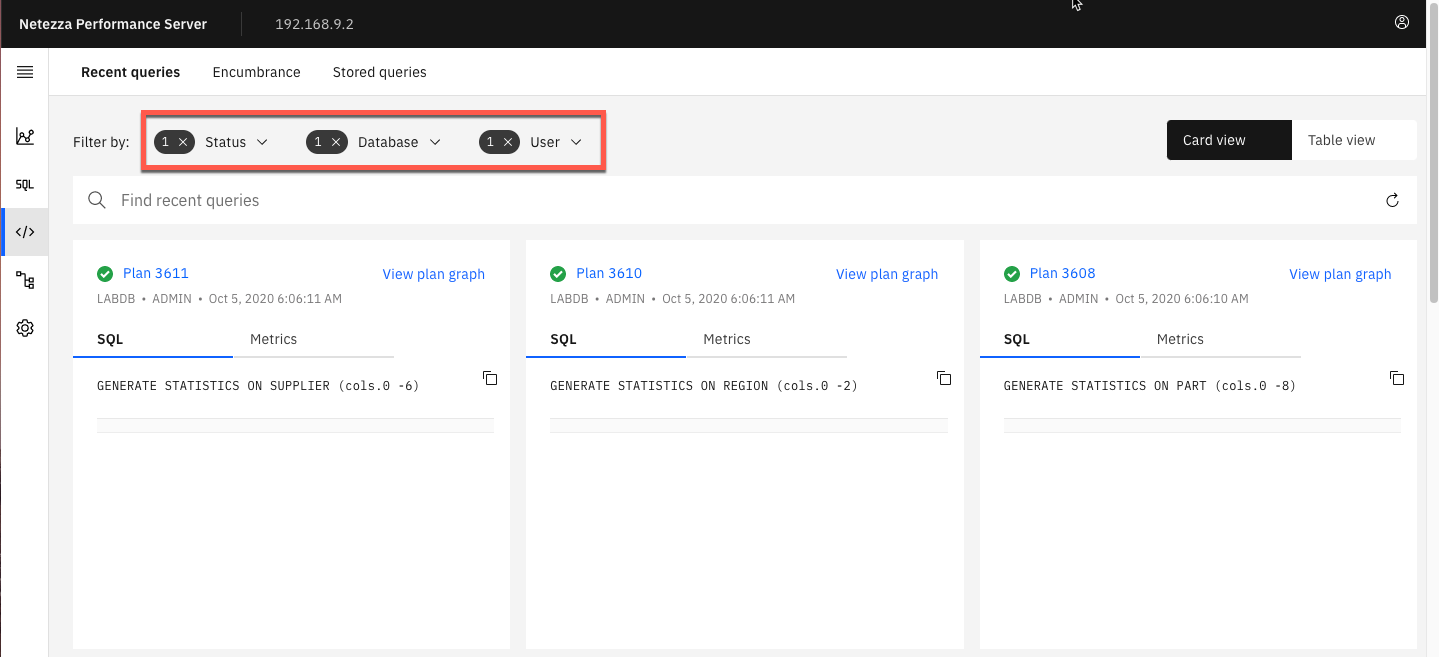 Netezza Performance Server 192.168.9.2
Recent queries Encumbrance Stored queries
Filter by: 1 Status 1 Database 1 User Card view Table view
SQL
Find recent queries
Plan 3611 View plan graph
LABDB • ADMIN • Oct 5, 2020 6:06:11 AM
SQL Metrics
GENERATE STATISTICS ON SUPPLIER (cols.0 -6)
Plan 3610 View plan graph
LABDB • ADMIN • Oct 5, 2020 6:06:11 AM
SQL Metrics
GENERATE STATISTICS ON REGION (cols.0 -2)
Plan 3608 View plan graph
LABDB • ADMIN • Oct 5, 2020 6:06:10 AM
SQL Metrics
GENERATE STATISTICS ON PART (cols.0 -8)